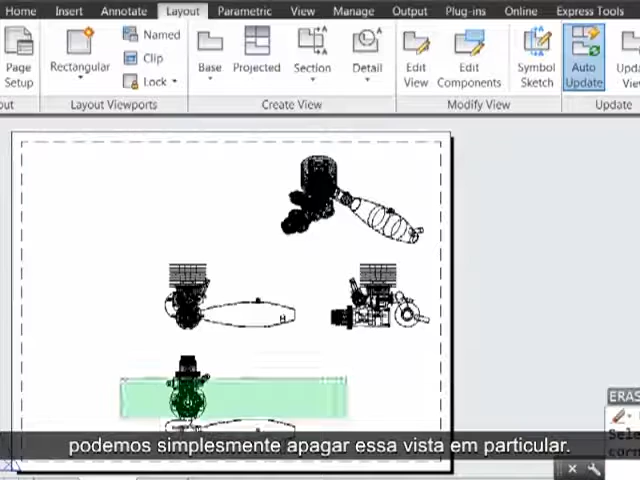 Home Insert Annotate Layout Parametric View Manage Output Plug-ins Online Express Tools
Page Setup
Rectangular
Named
Clip
Lock
Base
Projected
Section
Detail
Edit View
Edit Components
Symbol Sketch
Auto Update
Layout Viewports
Create View
Modify View
Update
ERAS
podemos simplesmente apagar essa vista em particular.